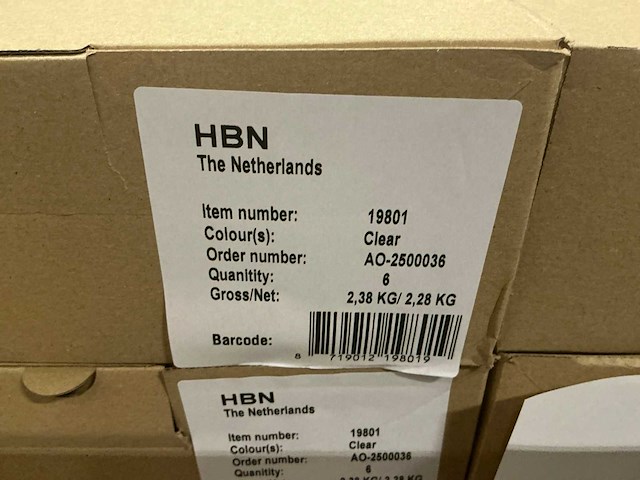 HBN
The Netherlands
Item number: 19801
Colour(s): Clear
Order number: AO-2500036
Quanitity: 6
Gross/Net: 2,38 KG/ 2,28 KG
Barcode:
8 719012 198019
HBN
The Netherlands
Item number: 19801
Colour(s): Clear
Order number: AO-2500036
Quanitity: 6